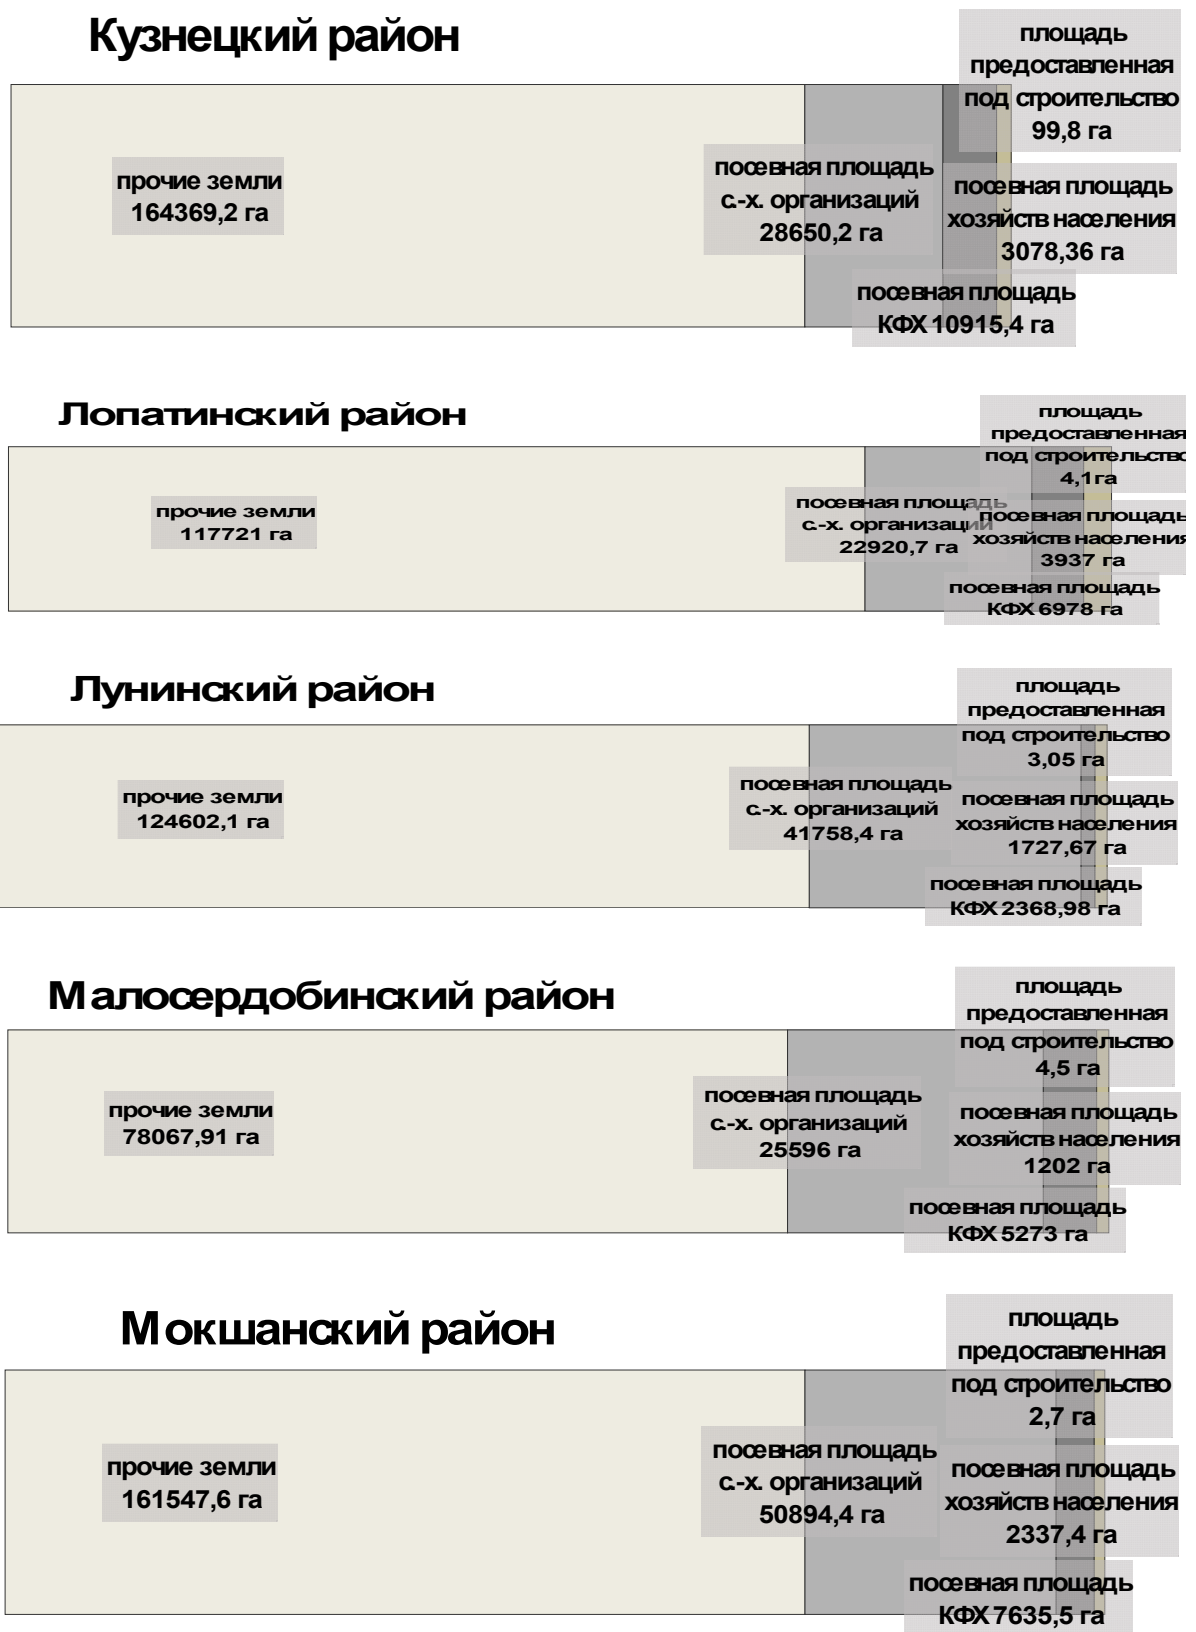 Кузнецкий район
площадь
предоставленная
под строительство
99,8 га
прочие земли
164369,2 га
посевная площадь
с.-х. организаций
28650,2 га
посевная площадь
хозяйств населения
3078,36 га
посевная площадь
КФХ 10915,4 га
Лопатинский район
площадь
предоставленная
под строительство
4,1га
прочие земли
117721 га
посевная площадь
с.-х. организаций
22920,7 га
посевная площадь
хозяйств населения
3937 га
посевная площадь
КФХ 6978 га
Лунинский район
площадь
предоставленная
под строительство
3,05 га
прочие земли
124602,1 га
посевная площадь
с.-х. организаций
41758,4 га
посевная площадь
хозяйств населения
1727,67 га
посевная площадь
КФХ 2368,98 га
Малосердобинский район
площадь
предоставленная
под строительство
4,5 га
прочие земли
78067,91 га
посевная площадь
с.-х. организаций
25596 га
посевная площадь
хозяйств населения
1202 га
посевная площадь
КФХ 5273 га
Мокшанский район
площадь
предоставленная
под строительство
2,7 га
прочие земли
161547,6 га
посевная площадь
с.-х. организаций
50894,4 га
посевная площадь
хозяйств населения
2337,4 га
посевная площадь
КФХ 7635,5 га